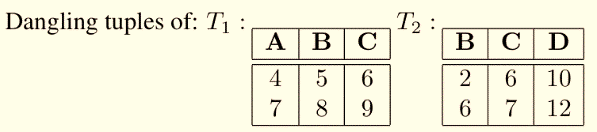 Dangling tuples of: T₁ : T₂ :
A B C B C D
4 5 6 2 6 10
7 8 9 6 7 12